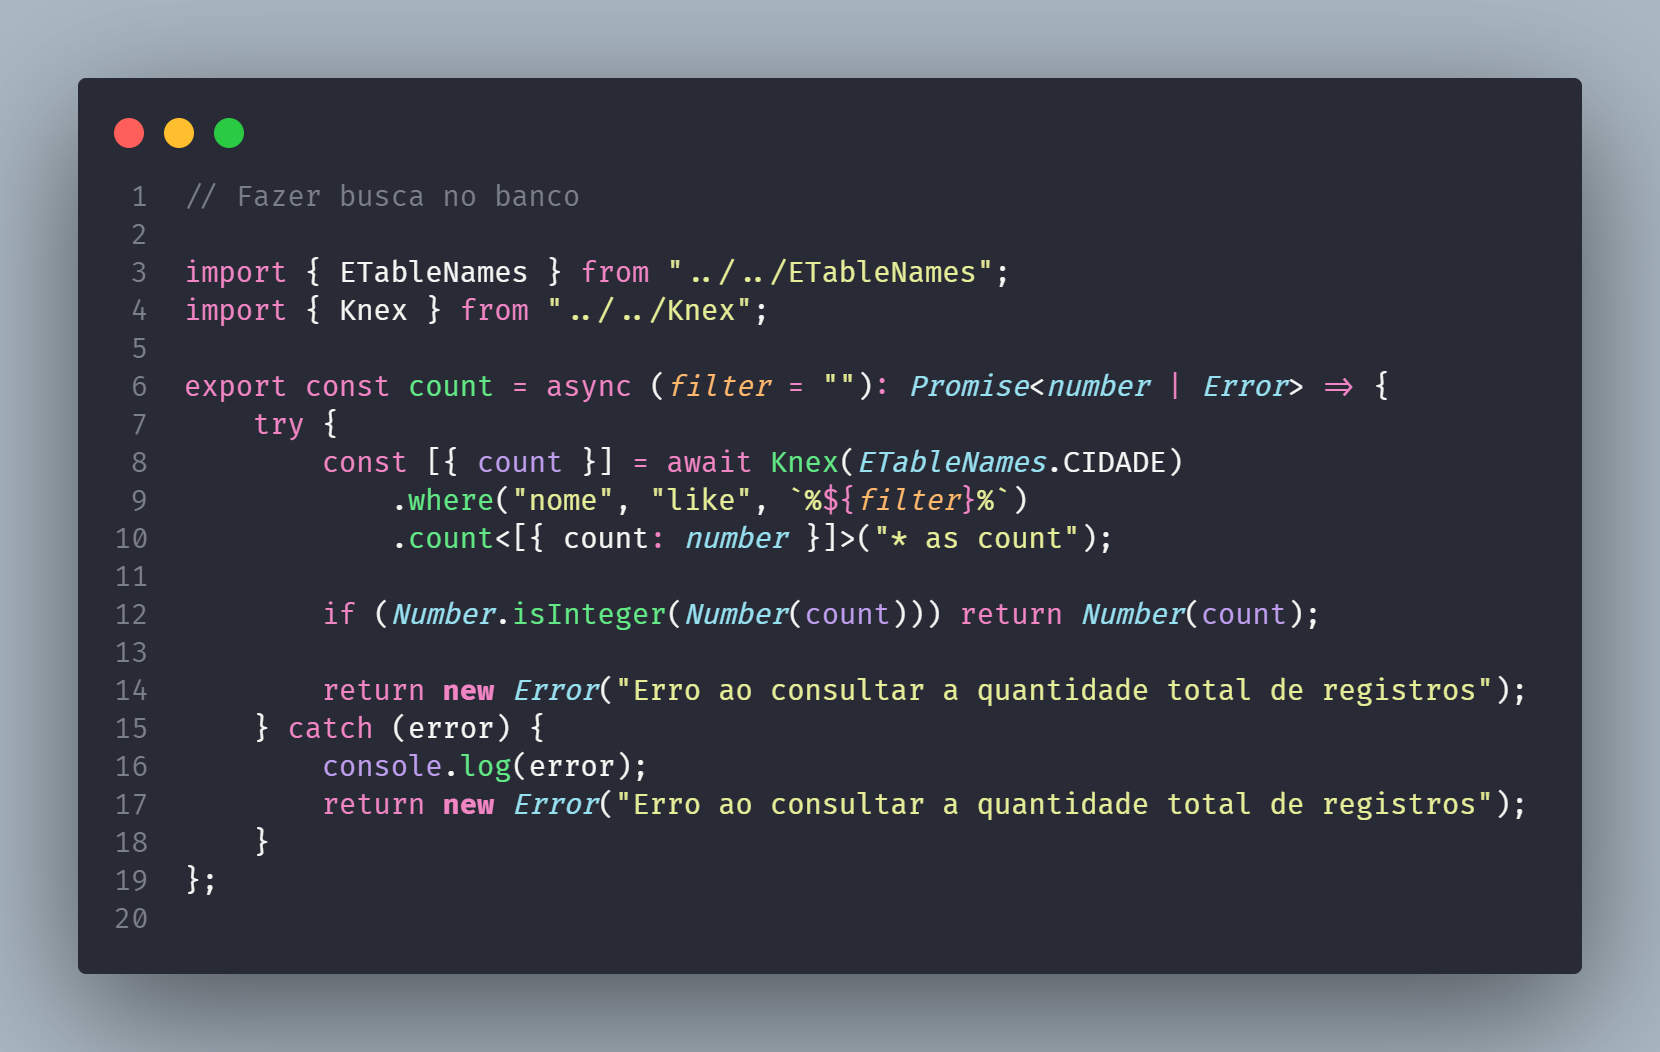 1 // Fazer busca no banco
2
3 import { ETableNames } from "../../ETableNames";
4 import { Knex } from "../../Knex";
5
6 export const count = async (filter = ""): Promise<number | Error> => {
7     try {
8         const [{ count }] = await Knex(ETableNames.CIDADE)
9             .where("nome", "like", `%${filter}%`)
10             .count<[{ count: number }]>("* as count");
11
12         if (Number.isInteger(Number(count))) return Number(count);
13
14         return new Error("Erro ao consultar a quantidade total de registros");
15     } catch (error) {
16         console.log(error);
17         return new Error("Erro ao consultar a quantidade total de registros");
18     }
19 };
20